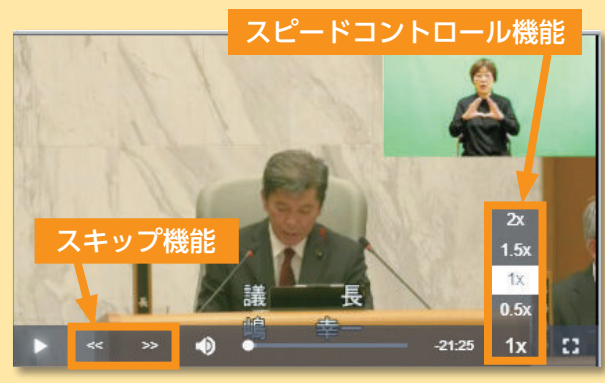 スピードコントロール機能
スキップ機能
2x
1.5x
1x
0.5x
議長
嶋幸一
<< >> -21:25 1x